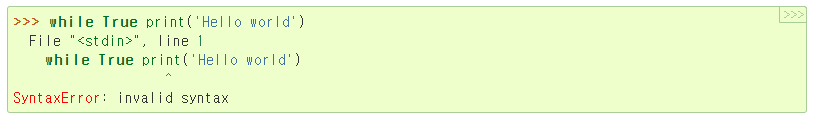 >>> while True print('Hello world')
  File "<stdin>", line 1
    while True print('Hello world')
                   ^
SyntaxError: invalid syntax
>>>